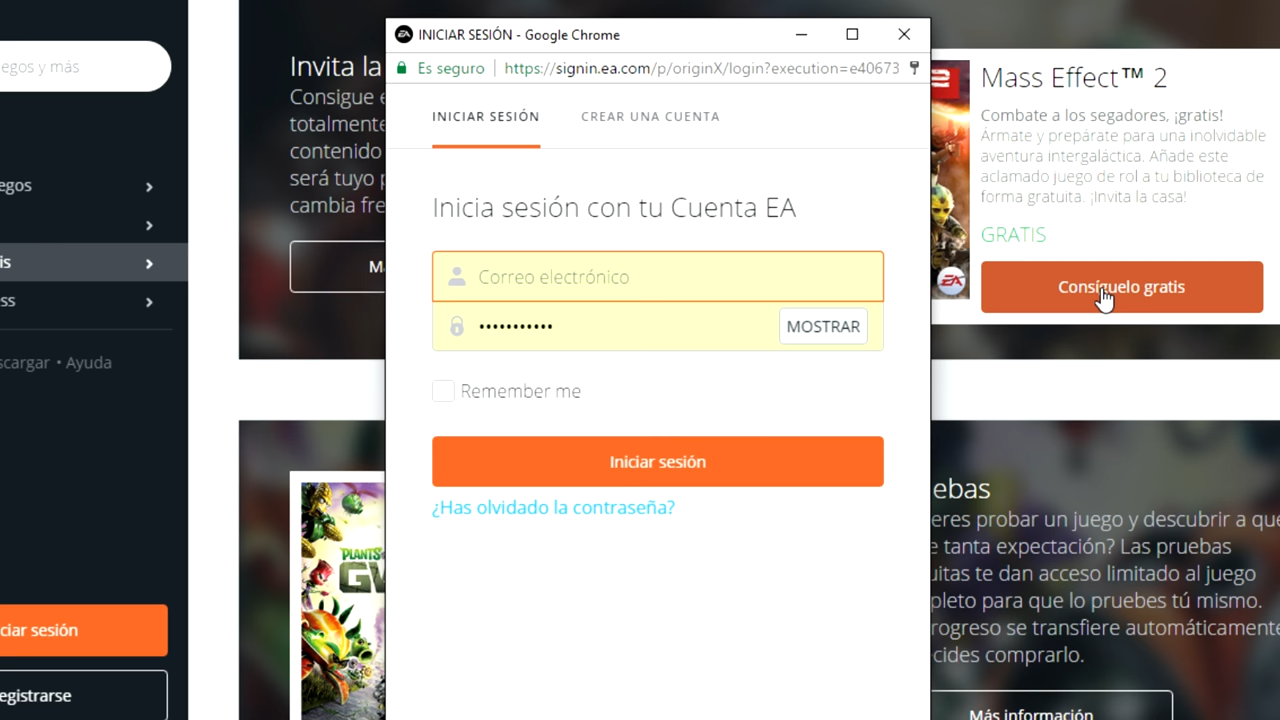 egos y más
egos
is
ss
scargar • Ayuda
ciar sesión
egistrarse
Invita la
Consigue e
totalmente
contenido
será tuyo p
cambia fre
M
PLANTS
GW
INICIAR SESIÓN - Google Chrome
Es seguro | https://signin.ea.com/p/originX/login?execution=e40673
INICIAR SESIÓN CREAR UNA CUENTA
Inicia sesión con tu Cuenta EA
Correo electrónico
••••••••••• MOSTRAR
Remember me
Iniciar sesión
¿Has olvidado la contraseña?
2
EA
Mass Effect™ 2
Combate a los segadores, ¡gratis!
Ármate y prepárate para una inolvidable
aventura intergaláctica. Añade este
aclamado juego de rol a tu biblioteca de
forma gratuita. ¡Invita la casa!
GRATIS
Consíguelo gratis
ebas
eres probar un juego y descubrir a que
e tanta expectación? Las pruebas
uitas te dan acceso limitado al juego
pleto para que lo pruebes tú mismo.
rogreso se transfiere automáticamente
cides comprarlo.
Más información